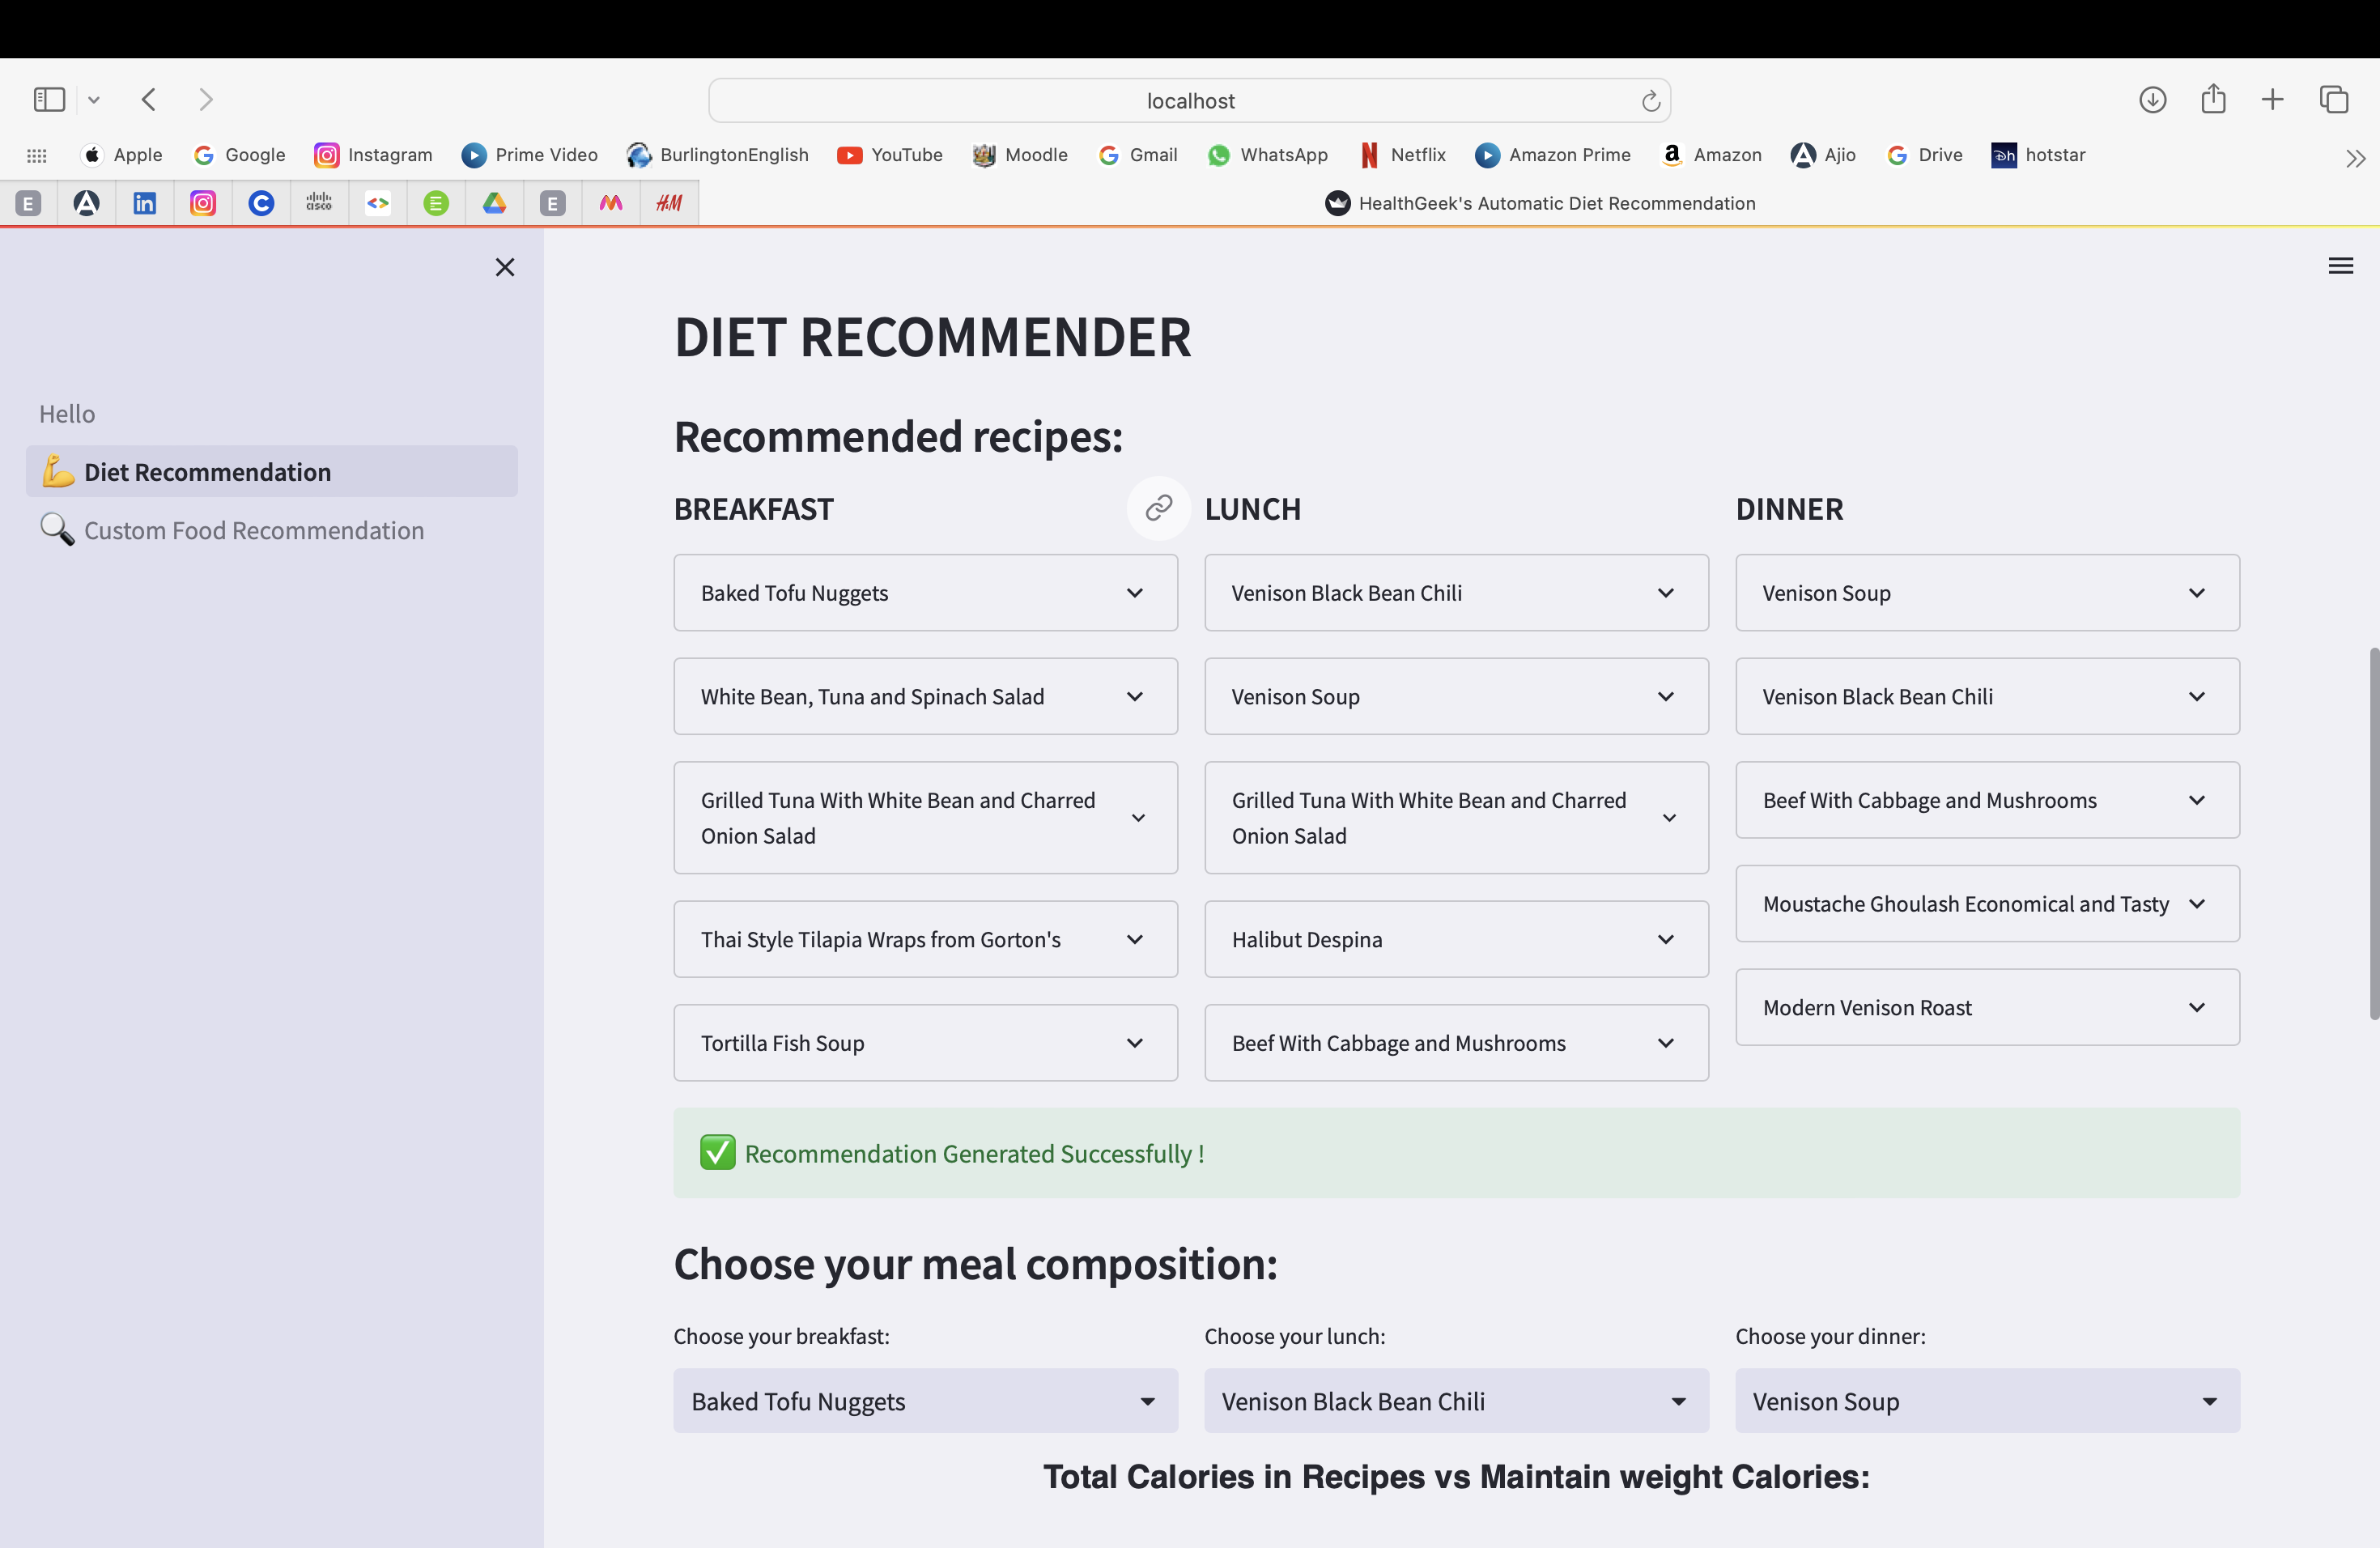 localhost
Apple
Google
Instagram
Prime Video
BurlingtonEnglish
YouTube
Moodle
Gmail
WhatsApp
Netflix
Amazon Prime
Amazon
Ajio
Drive
hotstar
HealthGeek's Automatic Diet Recommendation
Hello
Diet Recommendation
Custom Food Recommendation
DIET RECOMMENDER
Recommended recipes:
BREAKFAST
Baked Tofu Nuggets
White Bean, Tuna and Spinach Salad
Grilled Tuna With White Bean and Charred
Onion Salad
Thai Style Tilapia Wraps from Gorton's
Tortilla Fish Soup
LUNCH
Venison Black Bean Chili
Venison Soup
Grilled Tuna With White Bean and Charred
Onion Salad
Halibut Despina
Beef With Cabbage and Mushrooms
DINNER
Venison Soup
Venison Black Bean Chili
Beef With Cabbage and Mushrooms
Moustache Ghoulash Economical and Tasty
Modern Venison Roast
Recommendation Generated Successfully !
Choose your meal composition:
Choose your breakfast:
Baked Tofu Nuggets
Choose your lunch:
Venison Black Bean Chili
Choose your dinner:
Venison Soup
Total Calories in Recipes vs Maintain weight Calories: